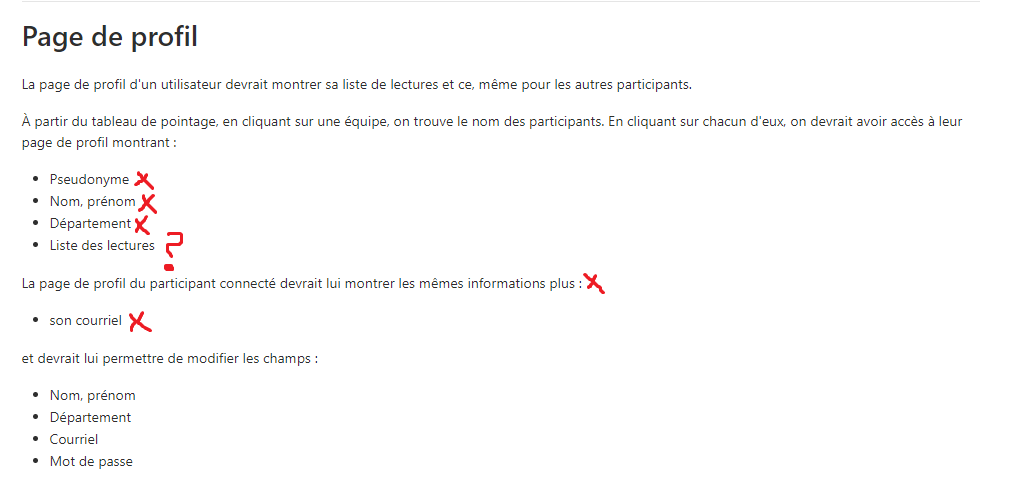 Page de profil
La page de profil d'un utilisateur devrait montrer sa liste de lectures et ce, même pour les autres participants.
À partir du tableau de pointage, en cliquant sur une équipe, on trouve le nom des participants. En cliquant sur chacun d'eux, on devrait avoir accès à leur
page de profil montrant :
• Pseudonyme X
• Nom, prénom X
• Département X
• Liste des lectures ?
La page de profil du participant connecté devrait lui montrer les mêmes informations plus : X
• son courriel X
et devrait lui permettre de modifier les champs :
• Nom, prénom
• Département
• Courriel
• Mot de passe